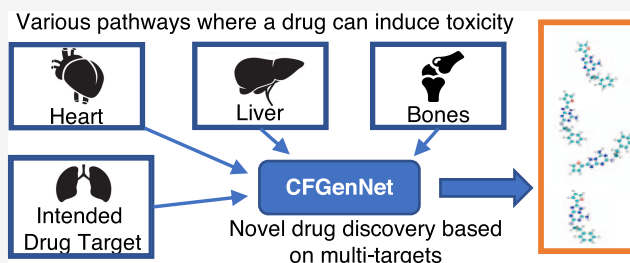 Various pathways where a drug can induce toxicity
Heart
Liver
Bones
Intended
Drug Target
CFGenNet
Novel drug discovery based
on multi-targets